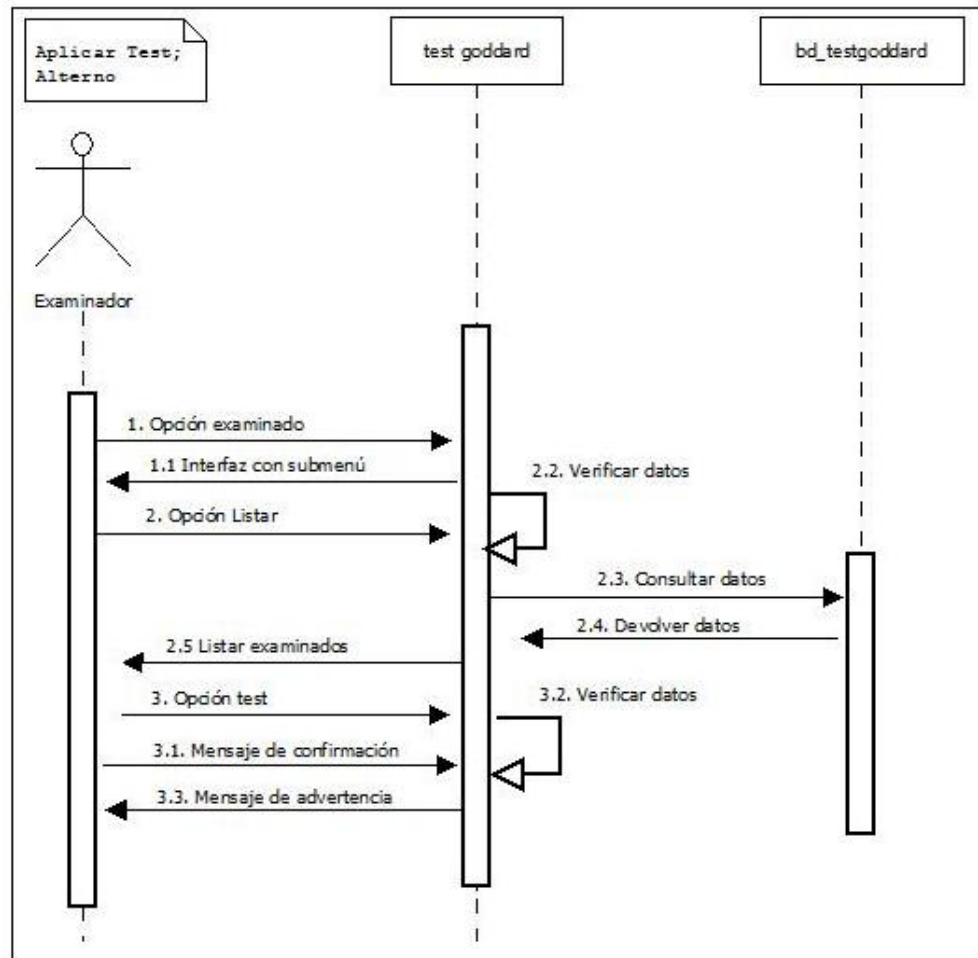 Aplicar Test;
Alterno
test goddard
bd_testgoddard
Examinador
1. Opción examinado
1.1 Interfaz con submenú
2.2. Verificar datos
2. Opción Listar
2.3. Consultar datos
2.4. Devolver datos
2.5 Listar examinados
3. Opción test
3.2. Verificar datos
3.1. Mensaje de confirmación
3.3. Mensaje de advertencia